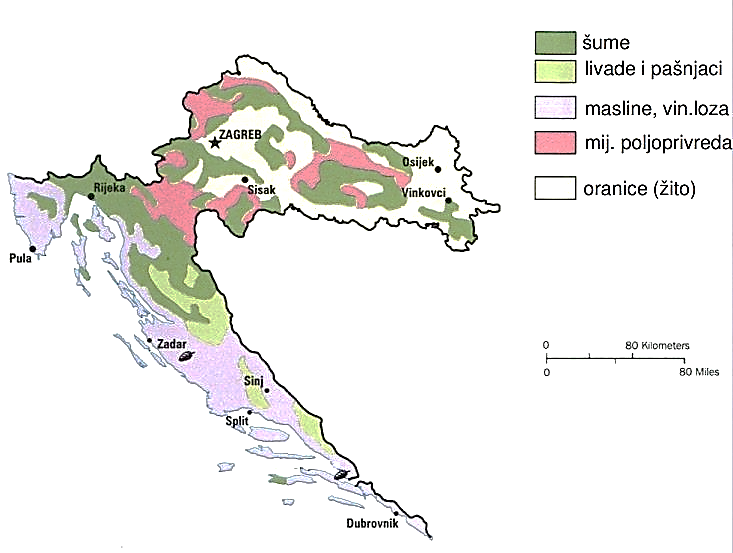 šume
livade i pašnjaci
masline, vin.loza
mij. poljoprivreda
oranice (žito)
ZAGREB
Osijek
Sisak
Vinkovci
Rijeka
Pula
Zadar
Sinj
Split
Dubrovnik
0 80 Kilometers
0 80 Miles